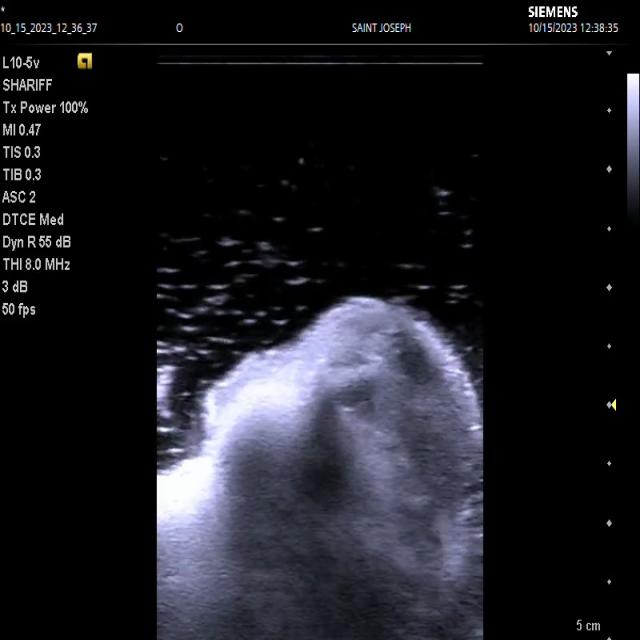 SIEMENS
10_15_2023_12_36_37 O SAINT JOSEPH 10/15/2023 12:38:35
L10-5v
SHARIFF
Tx Power 100%
MI 0.47
TIS 0.3
TIB 0.3
ASC 2
DTCE Med
Dyn R 55 dB
THI 8.0 MHz
3 dB
50 fps
5 cm